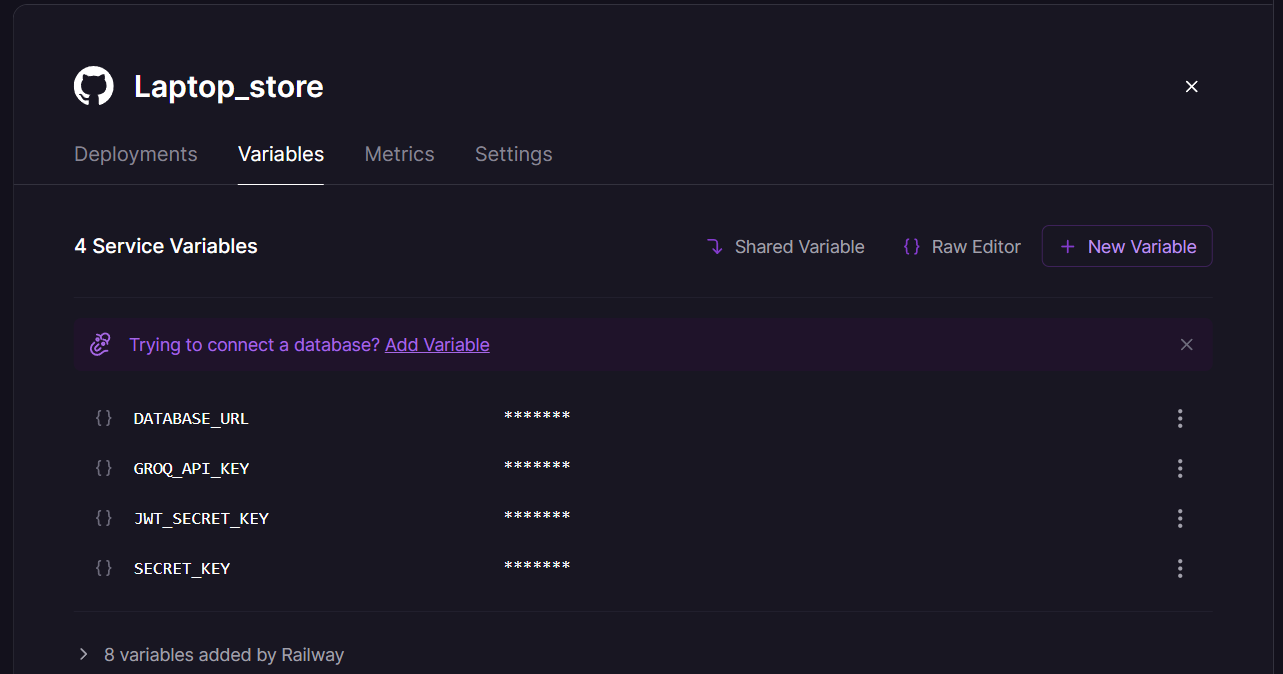 Laptop_store
Deployments Variables Metrics Settings
4 Service Variables Shared Variable {} Raw Editor + New Variable
Trying to connect a database? Add Variable
{} DATABASE_URL *******
{} GROQ_API_KEY *******
{} JWT_SECRET_KEY *******
{} SECRET_KEY *******
8 variables added by Railway